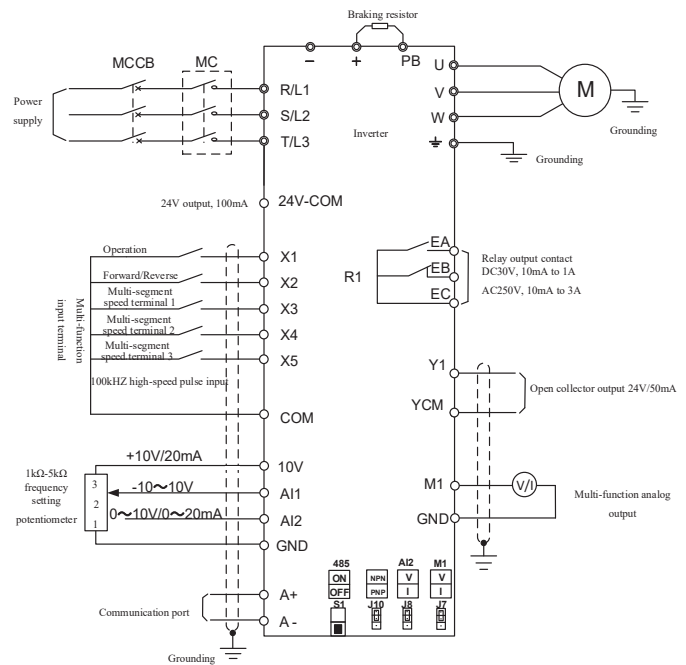 Braking resistor
MCCB
MC
−
+
PB
U
V
W
M
R/L1
S/L2
T/L3
Power
supply
Inverter
Grounding
Grounding
24V output, 100mA
24V-COM
Operation
Forward/Reverse
Multi-segment
speed terminal 1
Multi-segment
speed terminal 2
Multi-segment
speed terminal 3
100kHZ high-speed pulse input
Multi-function
input terminal
X1
X2
X3
X4
X5
COM
EA
EB
EC
R1
Relay output contact
DC30V, 10mA to 1A
AC250V, 10mA to 3A
Y1
YCM
Open collector output 24V/50mA
+10V/20mA
-10～10V
0～10V/0～20mA
1kΩ-5kΩ
frequency
setting
potentiometer
3
2
1
10V
AI1
AI2
GND
M1
GND
V/I
Multi-function analog
output
485
ON
OFF
S1
NPN
PNP
J10
AI2
V
I
J8
M1
V
I
J7
Communication port
A+
A -
Grounding